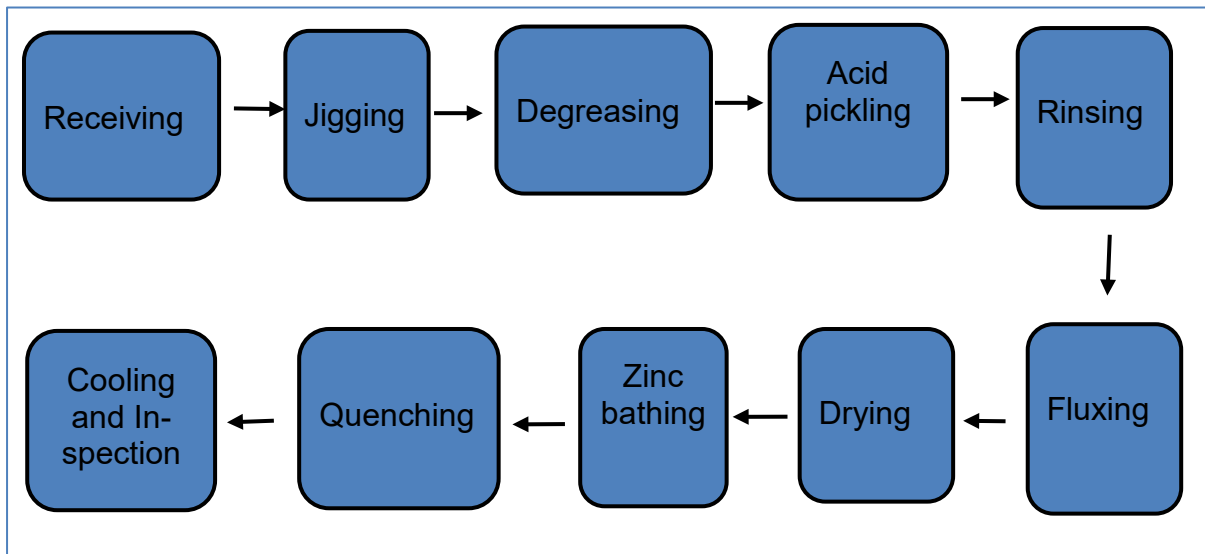 Receiving
Jigging
Degreasing
Acid
pickling
Rinsing
Fluxing
Drying
Zinc
bathing
Quenching
Cooling
and In-
spection